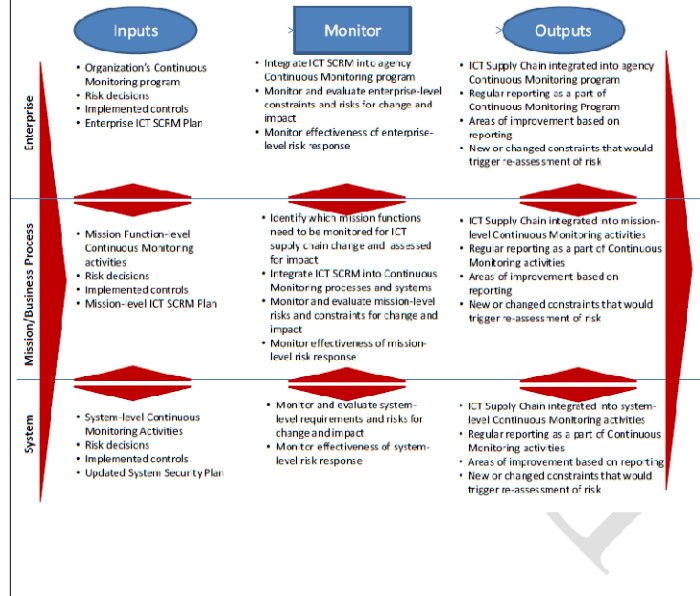 Inputs
Monitor
Outputs
Enterprise
• Organization's Continuous
Monitoring program
• Risk decisions
• Implemented controls
• Enterprise ICT SCRM Plan
• Integrate ICT SCRM into agency
Continuous Monitoring program
• Monitor and evaluate enterprise-level
constraints and risks for change and
impact
• Monitor effectiveness of enterprise-
level risk response
• ICT Supply Chain integrated into agency
Continuous Monitoring program
• Regular reporting as a part of
Continuous Monitoring Program
• Areas of improvement based on
reporting
• New or changed constraints that would
trigger re-assessment of risk
Mission/Business Process
• Mission Function-level
Continuous Monitoring
activities
• Risk decisions
• Implemented controls
• Mission-level ICT SCRM Plan
• Identify which mission functions
need to be monitored for ICT
supply chain change and assessed
for impact
• Integrate ICT SCRM into Continuous
Monitoring processes and systems
• Monitor and evaluate mission-level
risks and constraints for change and
impact
• Monitor effectiveness of mission-
level risk response
• ICT Supply Chain integrated into mission-
level Continuous Monitoring activities
• Regular reporting as a part of Continuous
Monitoring activities
• Areas of improvement based on
reporting
• New or changed constraints that would
trigger re-assessment of risk
System
• System-level Continuous
Monitoring Activities
• Risk decisions
• Implemented controls
• Updated System Security Plan
• Monitor and evaluate system-
level requirements and risks for
change and impact
• Monitor effectiveness of system-
level risk response
• ICT Supply Chain integrated into system-
level Continuous Monitoring activities
• Regular reporting as a part of Continuous
Monitoring activities
• Areas of improvement based on reporting
• New or changed constraints that would
trigger re-assessment of risk